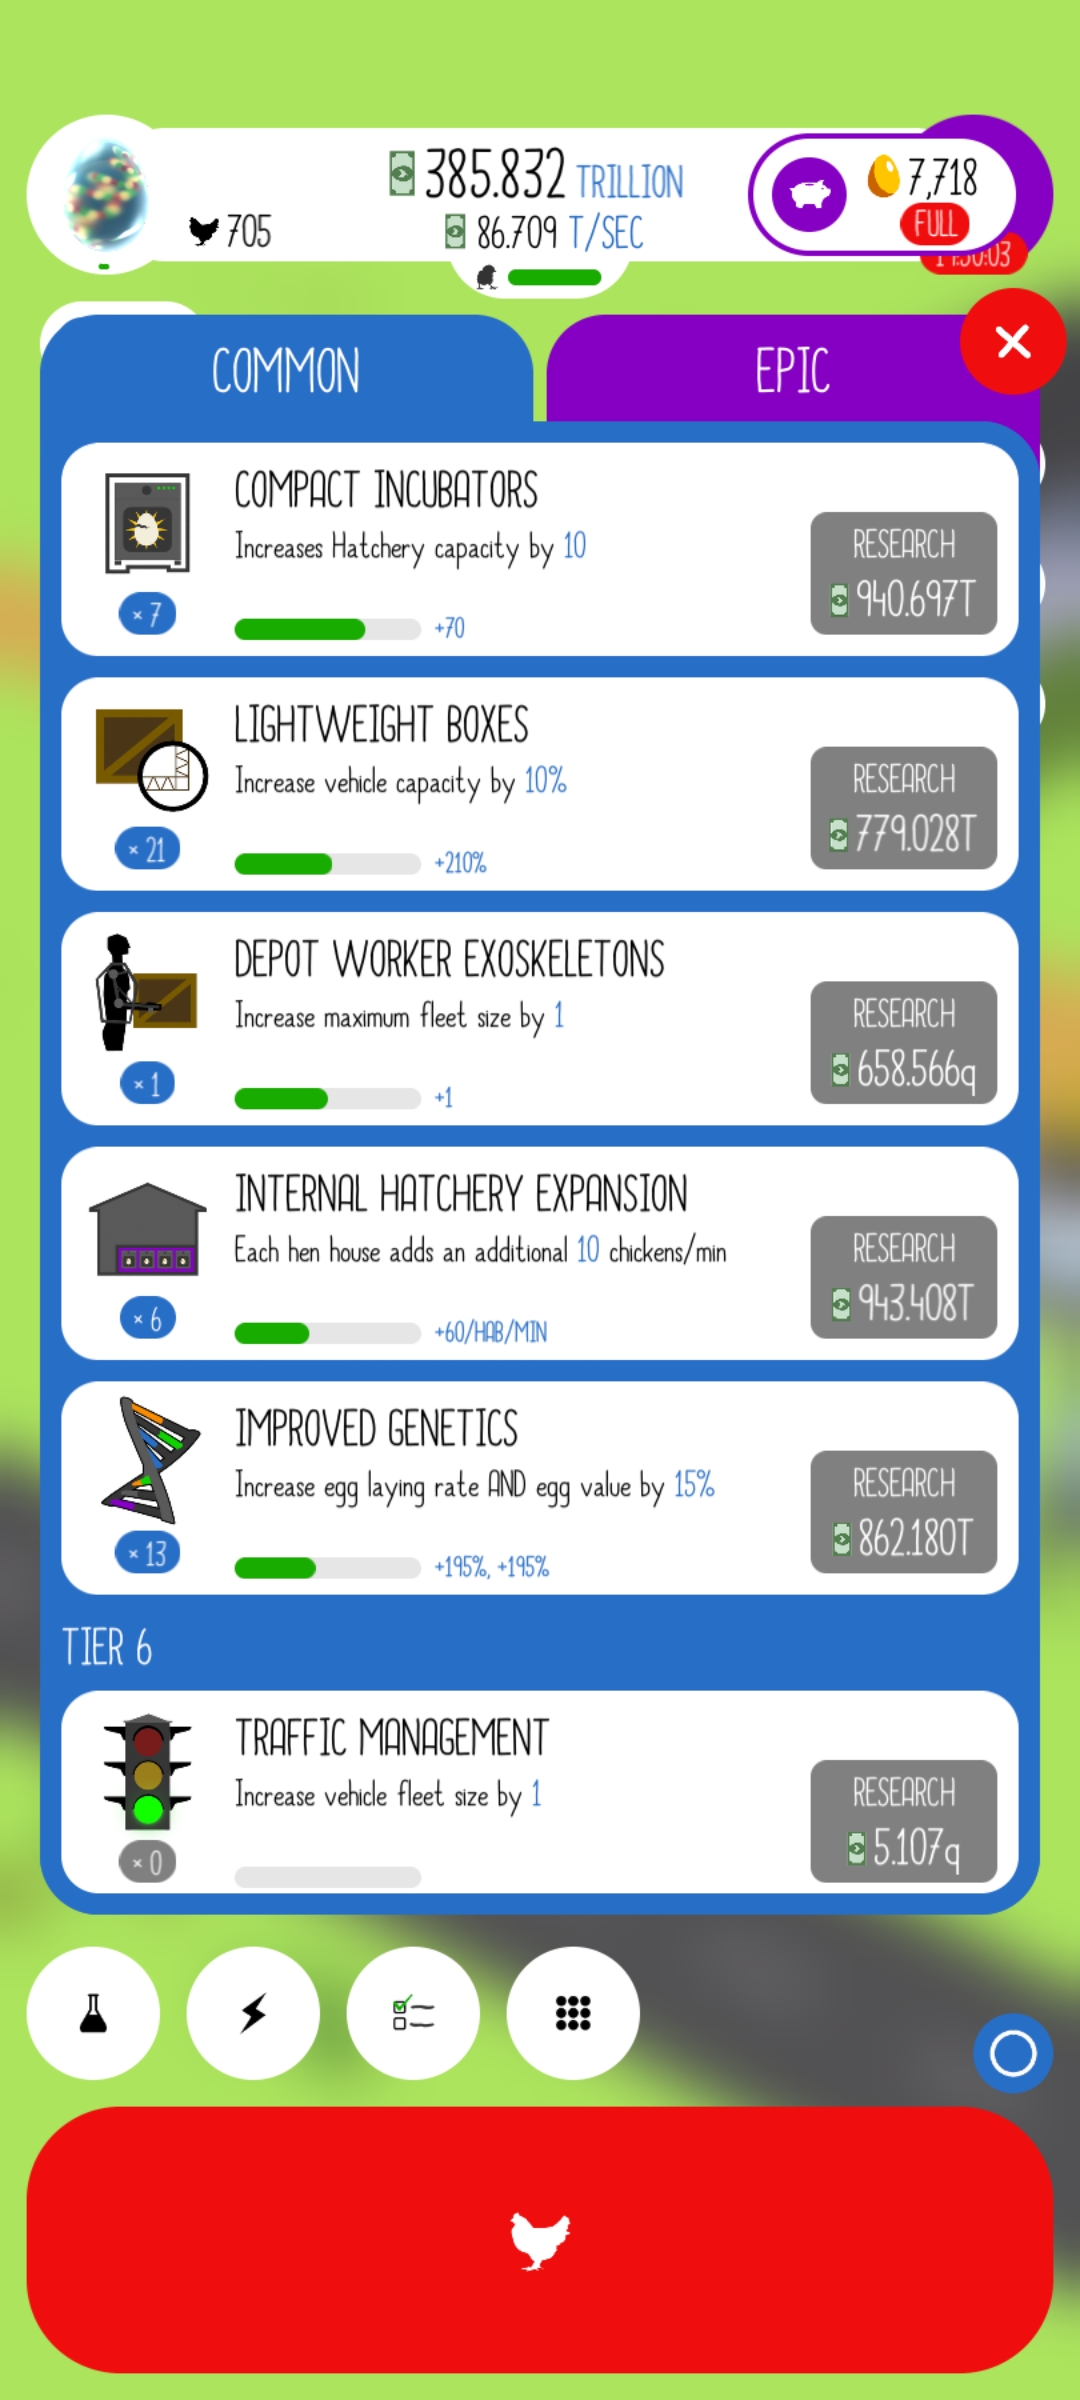 385.832 TRILLION
7,718
705
86.709 T/SEC
FULL
COMMON
EPIC
COMPACT INCUBATORS
Increases Hatchery capacity by 10
RESEARCH
940.697T
× 7
+70
LIGHTWEIGHT BOXES
Increase vehicle capacity by 10%
RESEARCH
779.028T
× 21
+210%
DEPOT WORKER EXOSKELETONS
Increase maximum fleet size by 1
RESEARCH
658.566q
× 1
+1
INTERNAL HATCHERY EXPANSION
Each hen house adds an additional 10 chickens/min
RESEARCH
943.408T
× 6
+60/HAB/MIN
IMPROVED GENETICS
Increase egg laying rate AND egg value by 15%
RESEARCH
862.180T
× 13
+195%, +195%
TIER 6
TRAFFIC MANAGEMENT
Increase vehicle fleet size by 1
RESEARCH
5.107q
× 0